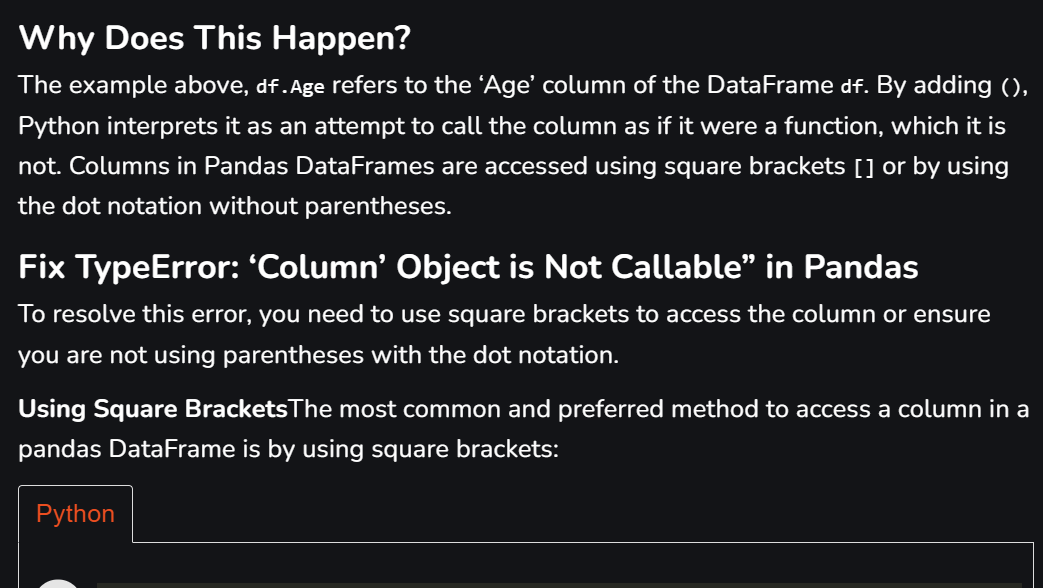 Why Does This Happen?
The example above, df.Age refers to the ‘Age’ column of the DataFrame df. By adding (),
Python interprets it as an attempt to call the column as if it were a function, which it is
not. Columns in Pandas DataFrames are accessed using square brackets [] or by using
the dot notation without parentheses.
Fix TypeError: ‘Column’ Object is Not Callable” in Pandas
To resolve this error, you need to use square brackets to access the column or ensure
you are not using parentheses with the dot notation.
Using Square BracketsThe most common and preferred method to access a column in a
pandas DataFrame is by using square brackets:
Python